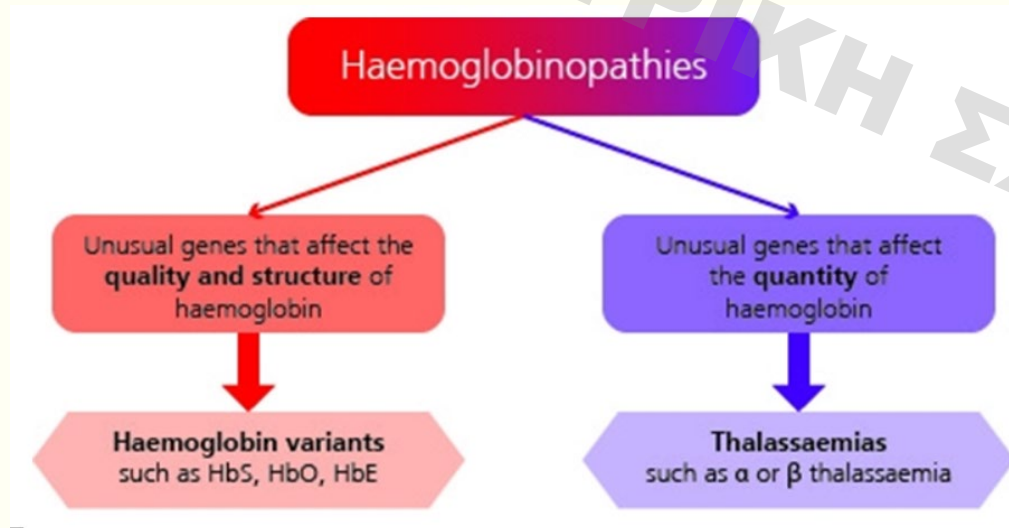 Haemoglobinopathies
Unusual genes that affect the
quality and structure of
haemoglobin
Unusual genes that affect
the quantity of
haemoglobin
Haemoglobin variants
such as HbS, HbO, HbE
Thalassaemias
such as α or β thalassaemia